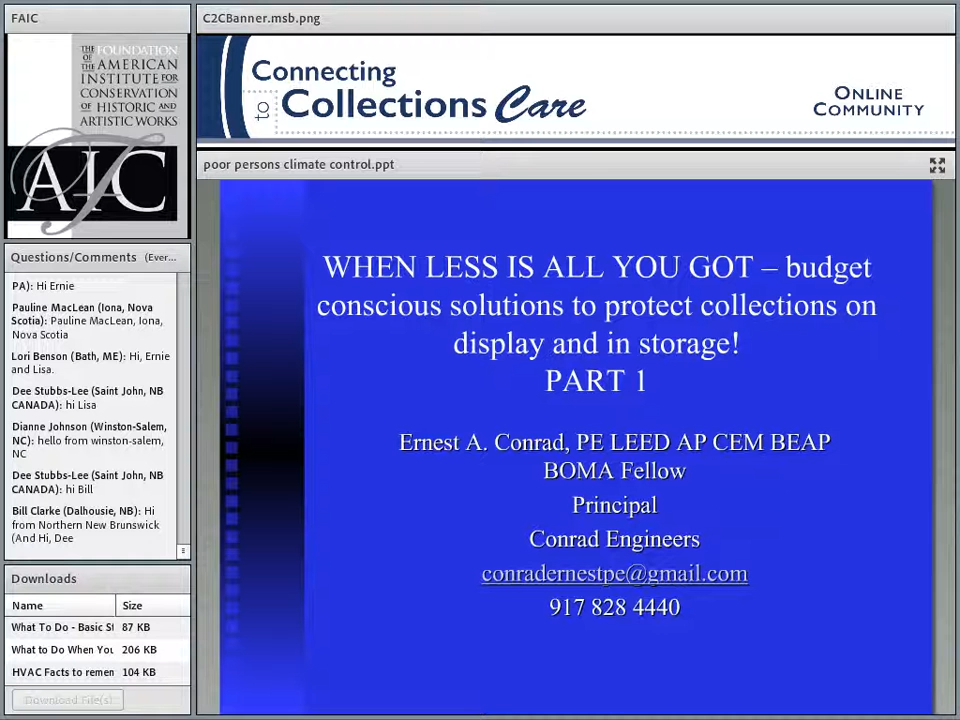 FAIC
THE
FOUNDATION
OF
THE
AMERICAN
INSTITUTE FOR
CONSERVATION
OF HISTORIC AND
ARTISTIC WORKS
AIC
Questions/Comments (Ever...
PA): Hi Ernie
Pauline MacLean (Iona, Nova
Scotia): Pauline MacLean, Iona,
Nova Scotia
Lori Benson (Bath, ME): Hi, Ernie
and Lisa.
Dee Stubbs-Lee (Saint John, NB
CANADA): hi Lisa
Dianne Johnson (Winston-Salem,
NC): hello from winston-salem,
NC
Dee Stubbs-Lee (Saint John, NB
CANADA): hi Bill
Bill Clarke (Dalhousie, NB): Hi
from Northern New Brunswick
(And Hi, Dee
Downloads
Name Size
What To Do - Basic St 87 KB
What to Do When You 206 KB
HVAC Facts to remen 104 KB
Download File(s)
C2CBanner.msb.png
Connecting
to Collections Care
ONLINE
COMMUNITY
poor persons climate control.ppt
WHEN LESS IS ALL YOU GOT – budget
conscious solutions to protect collections on
display and in storage!
PART 1
Ernest A. Conrad, PE LEED AP CEM BEAP
BOMA Fellow
Principal
Conrad Engineers
conradernestpe@gmail.com
917 828 4440